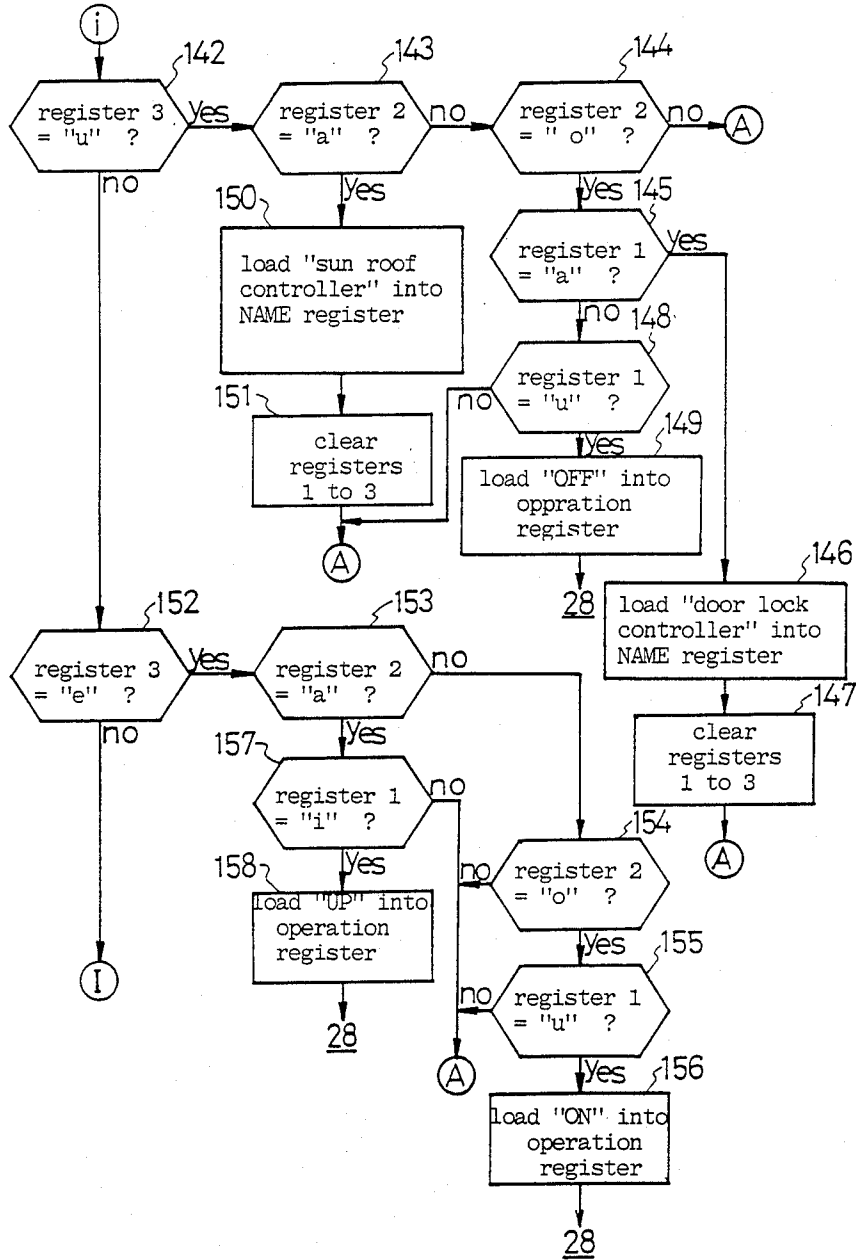 i
142
143
144
register 3
= "u" ?
yes
register 2
= "a" ?
no
register 2
= " o" ?
no
A
no
yes
yes
150
145
load "sun roof
controller" into
NAME register
register 1
= "a" ?
yes
no
148
151
clear
registers
1 to 3
no
register 1
= "u" ?
yes
149
load "OFF" into
oppration
register
A
28
146
load "door lock
controller" into
NAME register
152
153
register 3
= "e" ?
yes
register 2
= "a" ?
no
147
clear
registers
1 to 3
no
yes
157
register 1
= "i" ?
no
154
A
yes
158
no
register 2
= "o" ?
load "UP" into
operation
register
yes
155
I
28
no
register 1
= "u" ?
A
yes
156
load "ON" into
operation
register
28